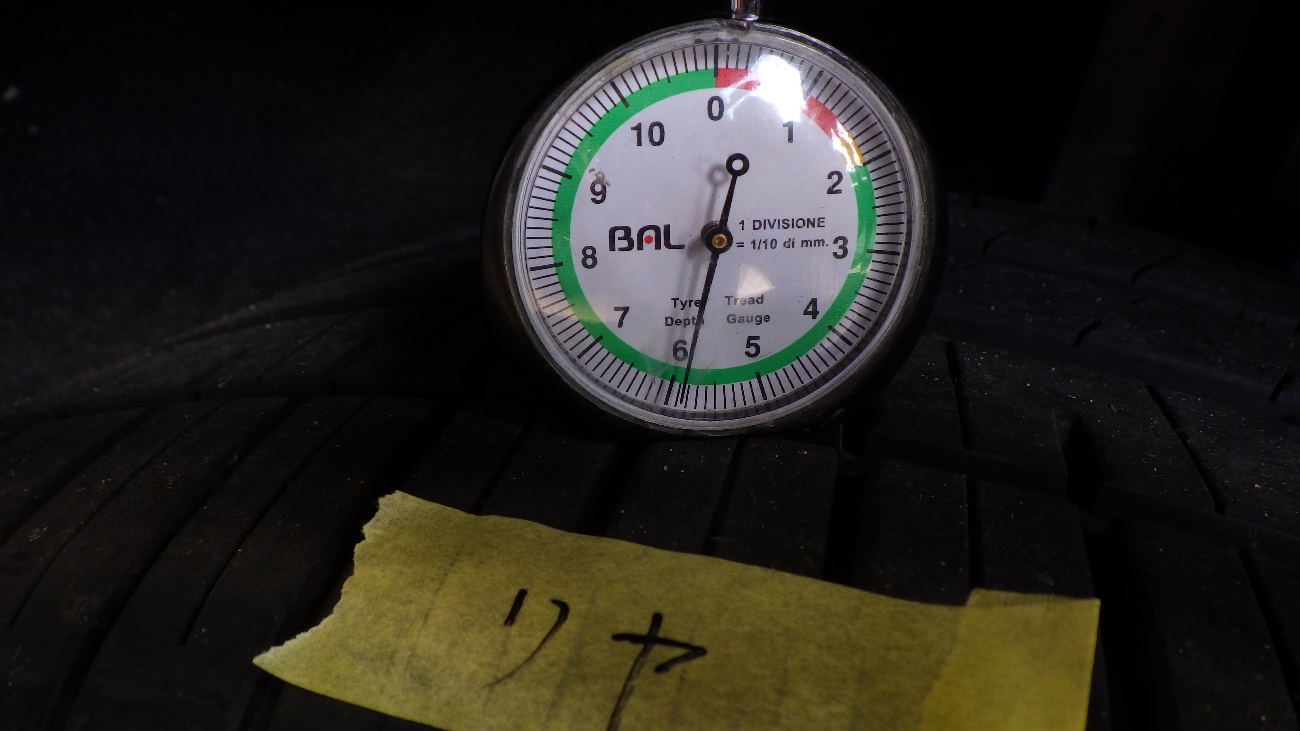 0
1
2
3
4
5
6
7
8
9
10
BAL
1 DIVISIONE
= 1/10 di mm.
Tyre Tread
Depth Gauge
リヤ